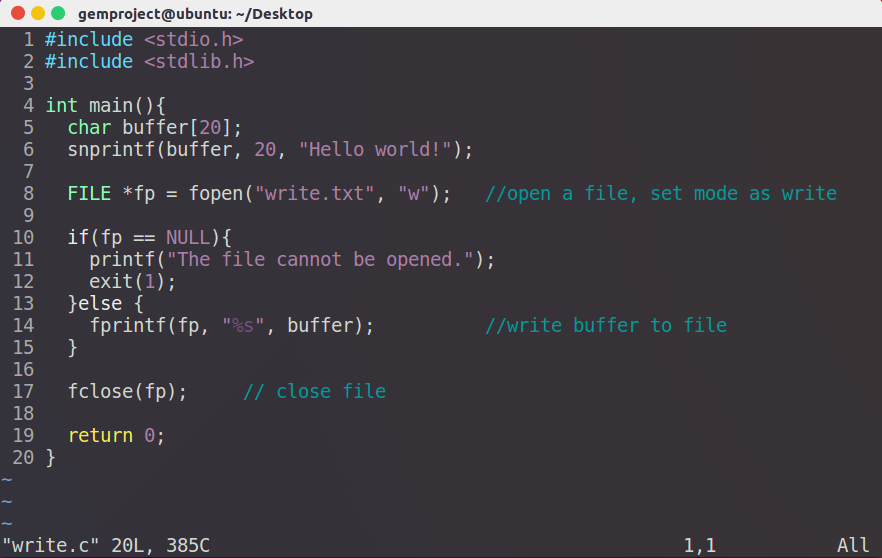 gemproject@ubuntu: ~/Desktop
1 #include <stdio.h>
2 #include <stdlib.h>
3
4 int main(){
5   char buffer[20];
6   snprintf(buffer, 20, "Hello world!");
7
8   FILE *fp = fopen("write.txt", "w");   //open a file, set mode as write
9
10   if(fp == NULL){
11     printf("The file cannot be opened.");
12     exit(1);
13   }else {
14     fprintf(fp, "%s", buffer);          //write buffer to file
15   }
16
17   fclose(fp);     // close file
18
19   return 0;
20 }
~
~
~
"write.c" 20L, 385C 1,1 All